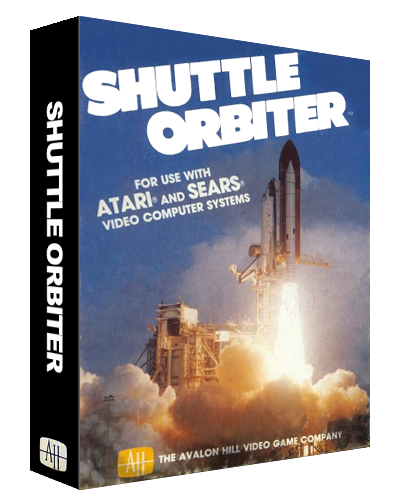 SHUTTLE ORBITER
AH
SHUTTLE
ORBITER™
FOR USE WITH
ATARI® AND SEARS®
VIDEO COMPUTER SYSTEMS
AH THE AVALON HILL VIDEO GAME COMPANY